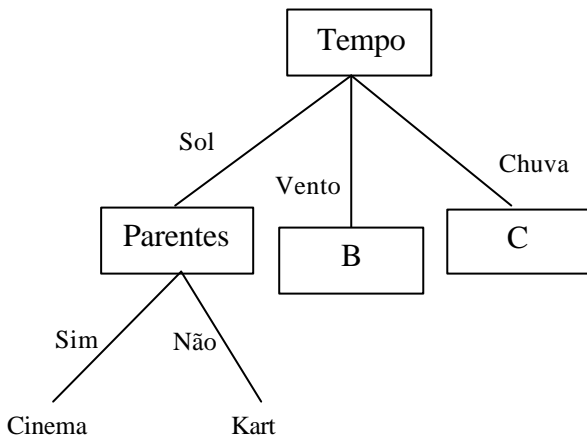 Tempo
Sol
Vento
Chuva
Parentes
B
C
Sim
Não
Cinema
Kart